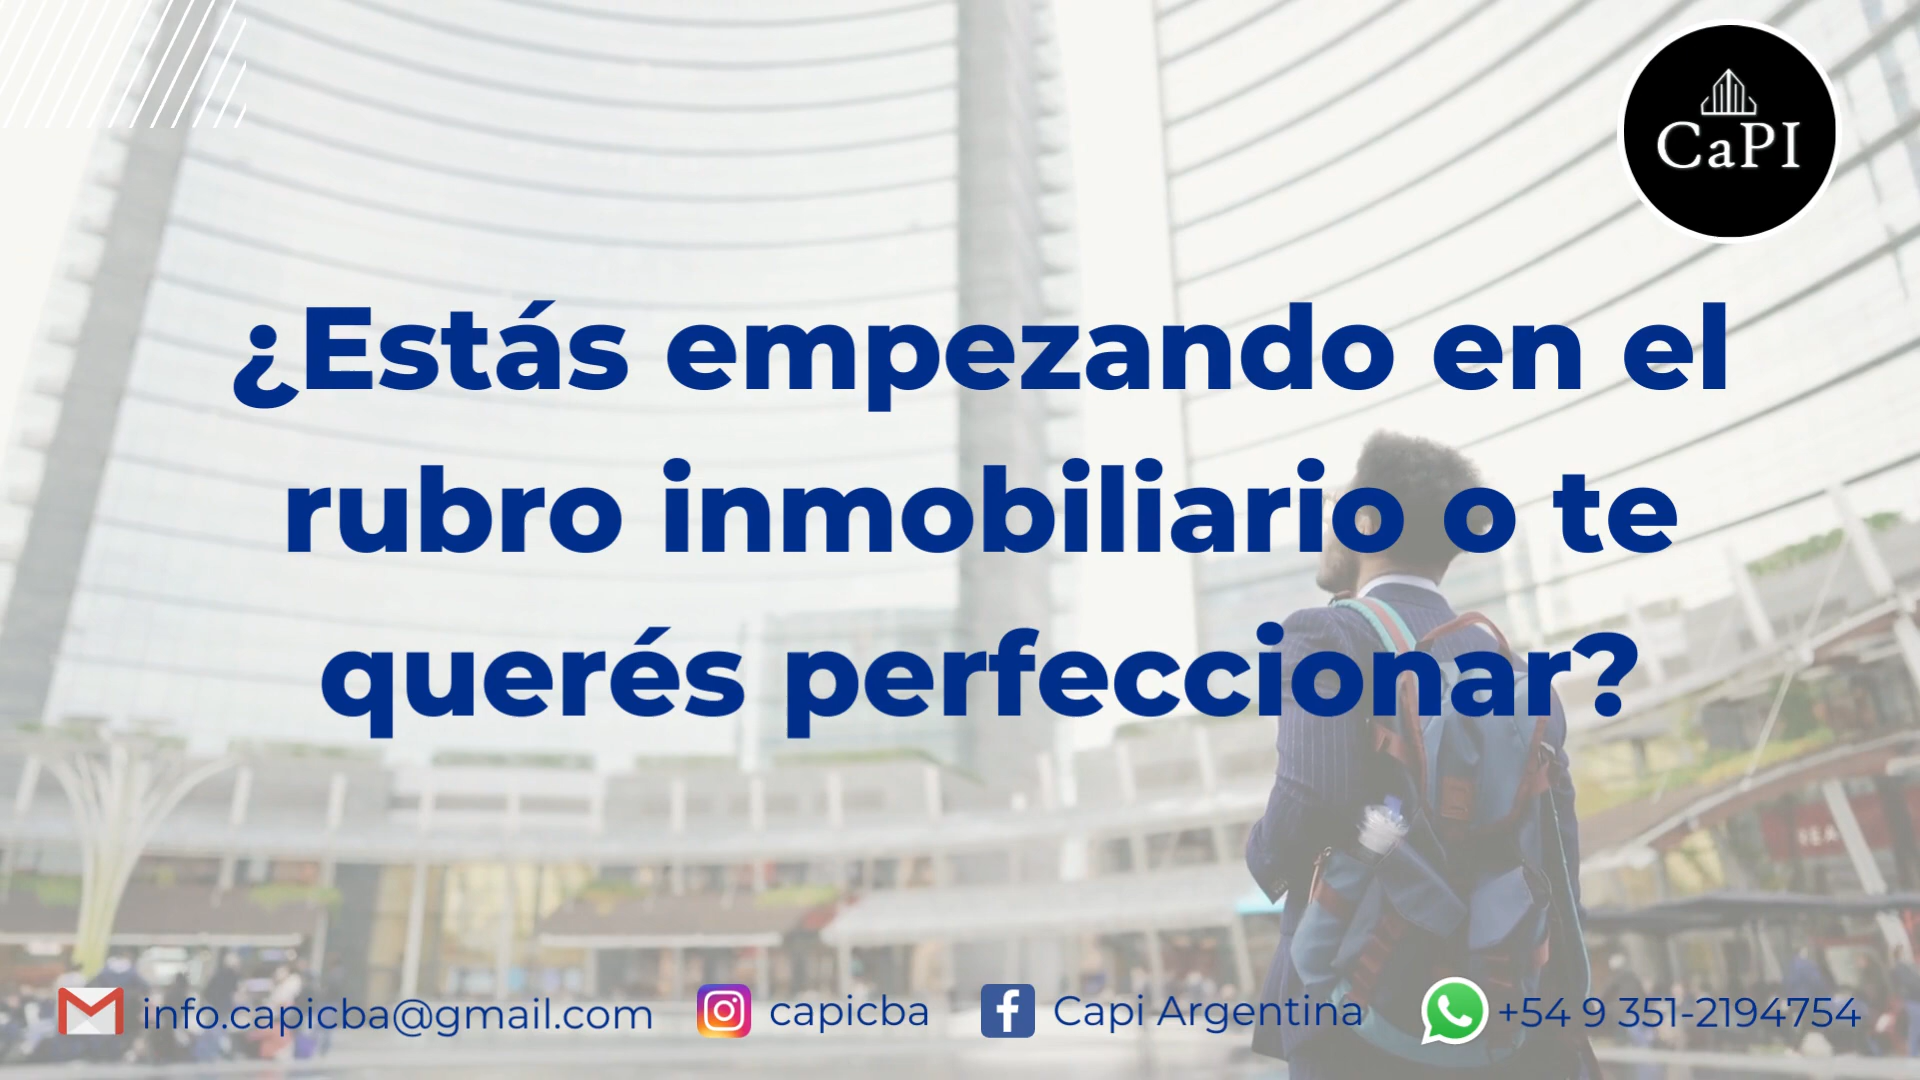 CaPI
¿Estás empezando en el
rubro inmobiliario o te
querés perfeccionar?
info.capicba@gmail.com
capicba
Capi Argentina
+54 9 351-2194754